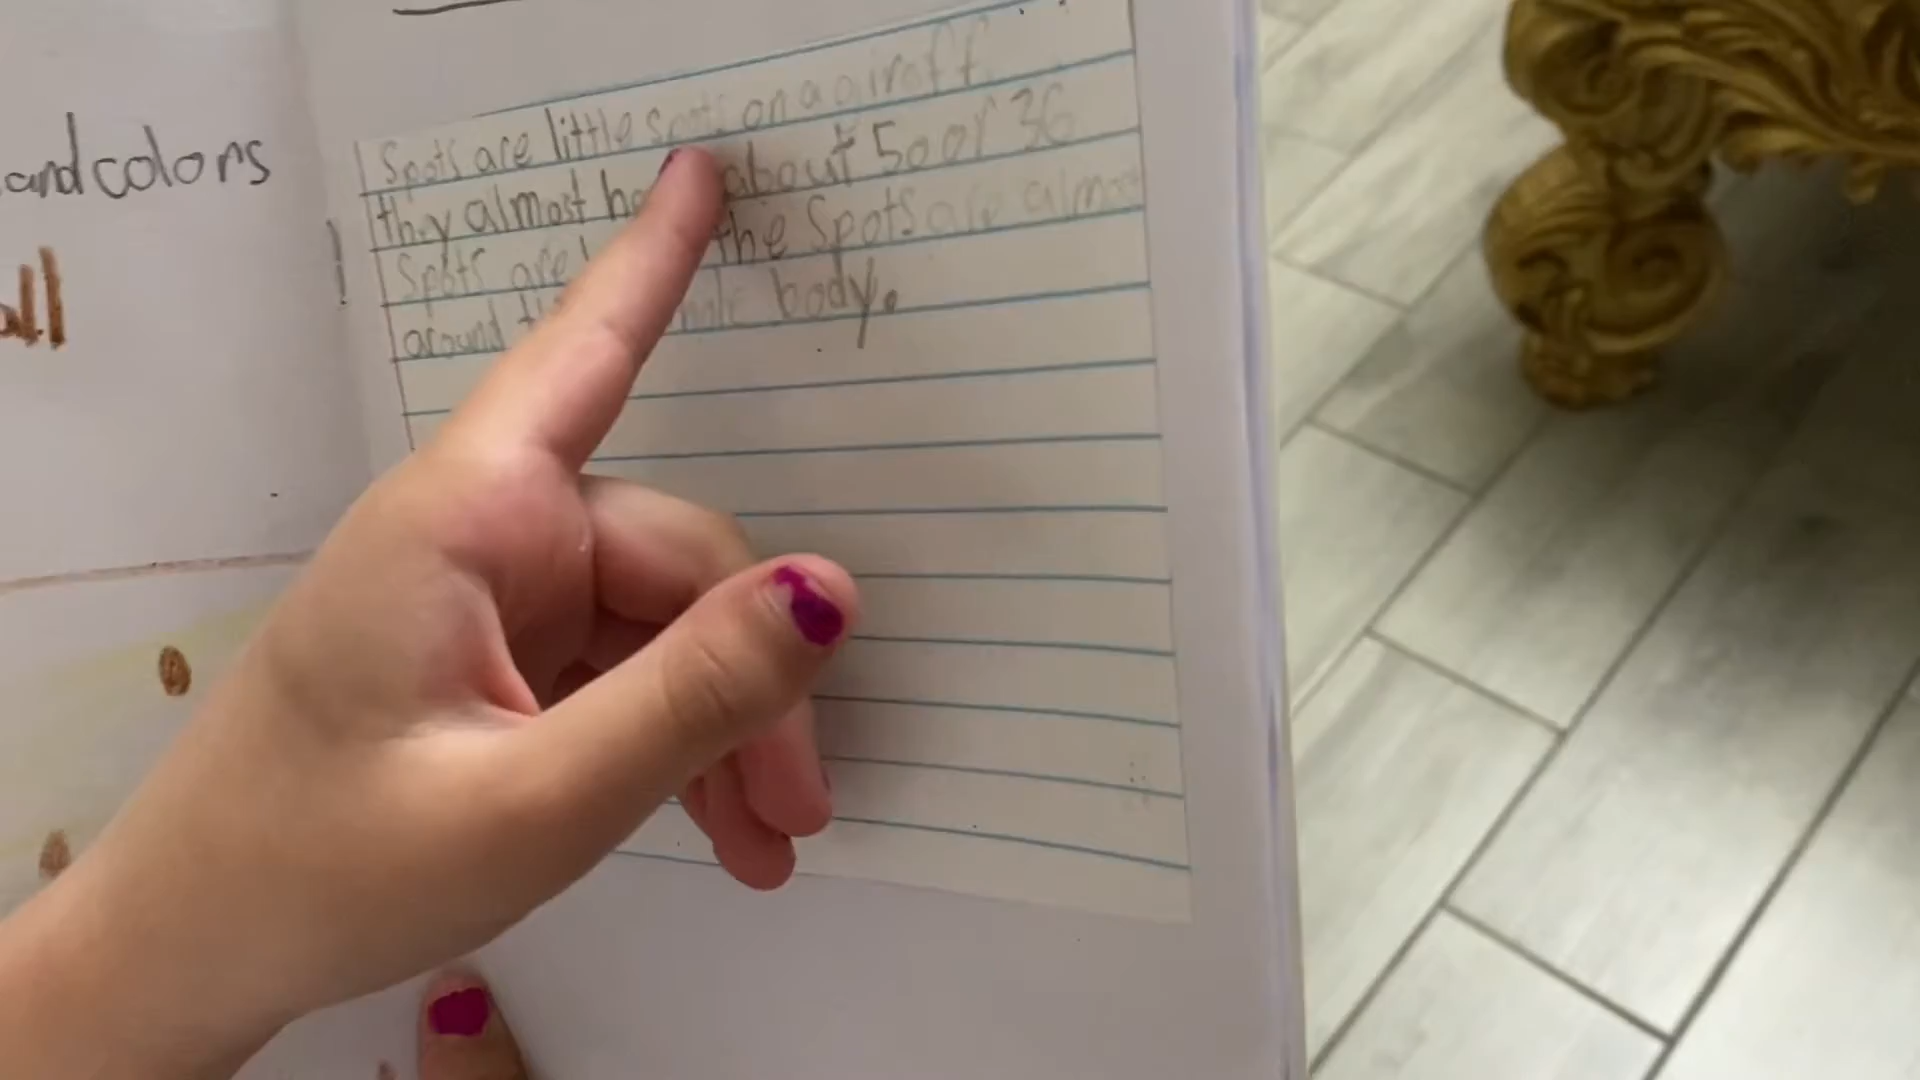 and colors
all
Spots are little spots on a giraff
they almost about 50 or 36
Spots are the Spots are almost
around body.